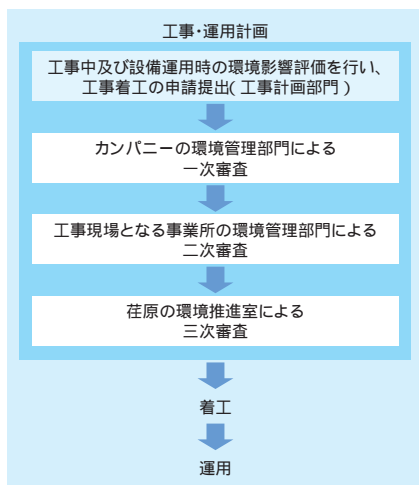 工事・運用計画
工事中及び設備運用時の環境影響評価を行い、
工事着工の申請提出(工事計画部門)
カンパニーの環境管理部門による
一次審査
工事現場となる事業所の環境管理部門による
二次審査
荏原の環境推進室による
三次審査
着工
運用